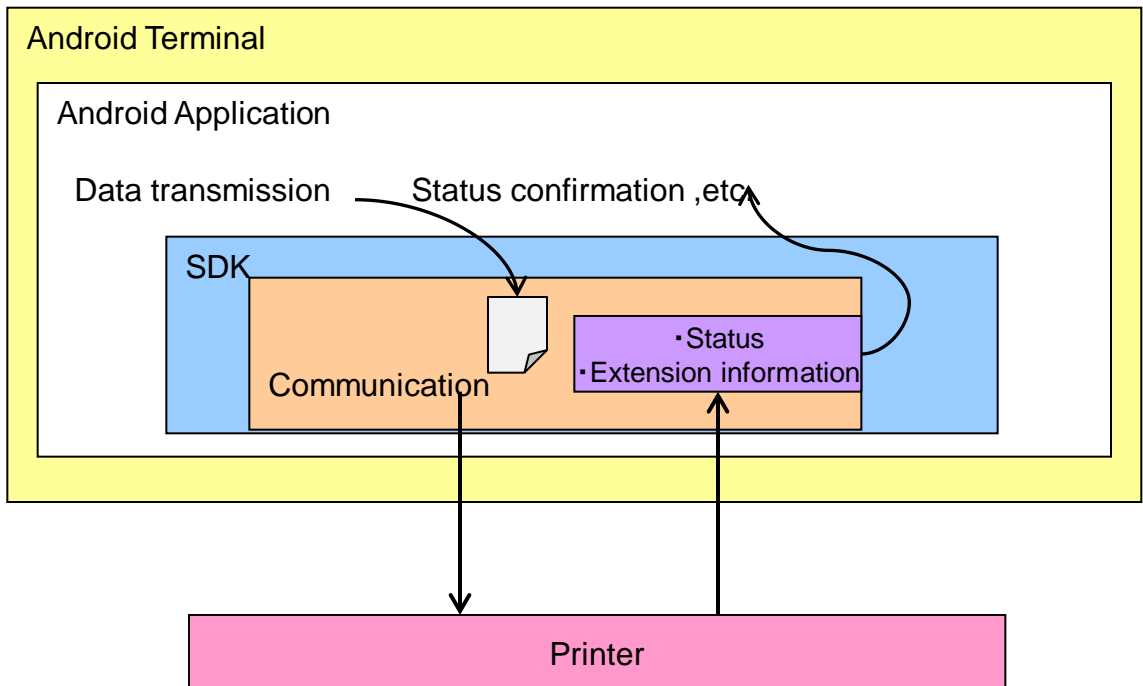 Android Terminal
Android Application
Data transmission
Status confirmation ,etc.
SDK
・Status
・Extension information
Communication
Printer